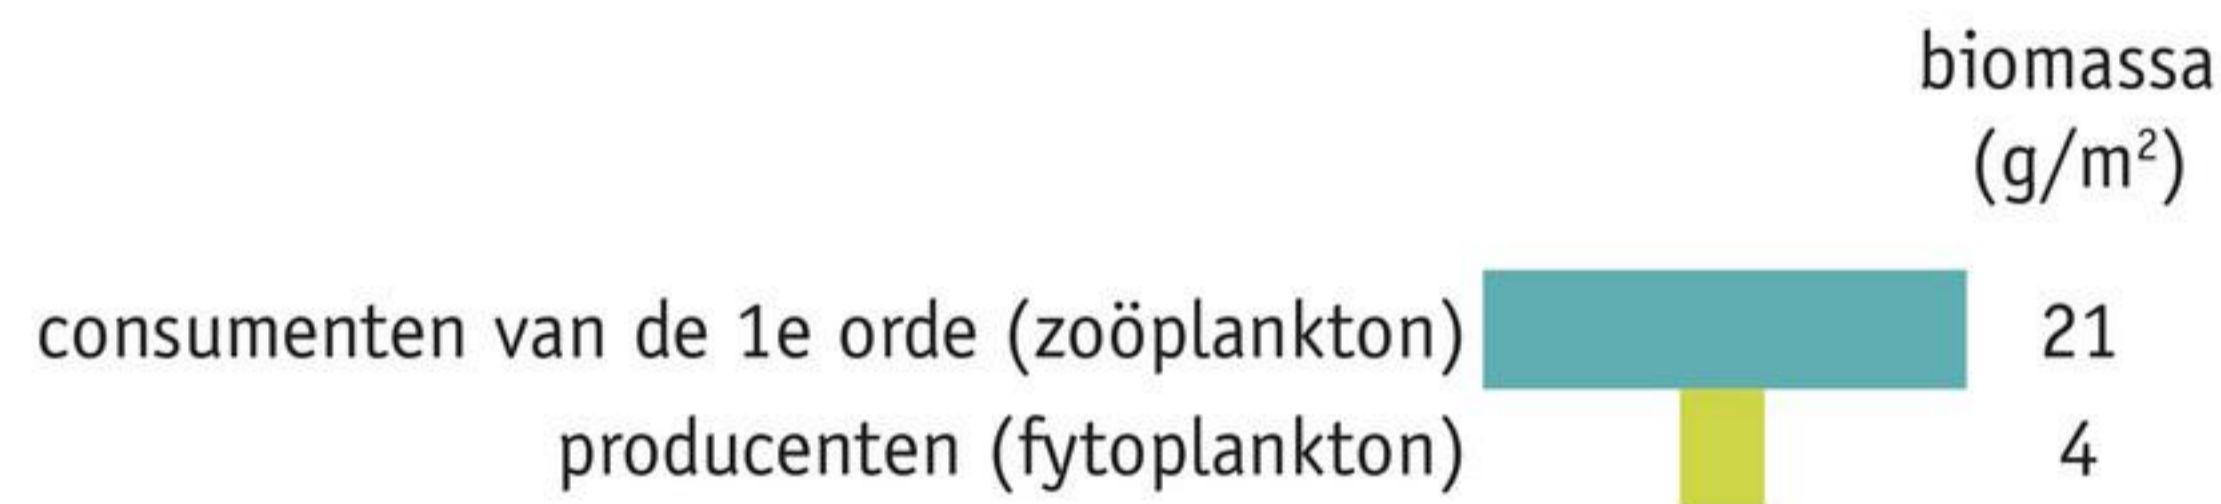 biomassa
(g/m²)
consumenten van de 1e orde (zoöplankton) 21
producenten (fytoplankton) 4